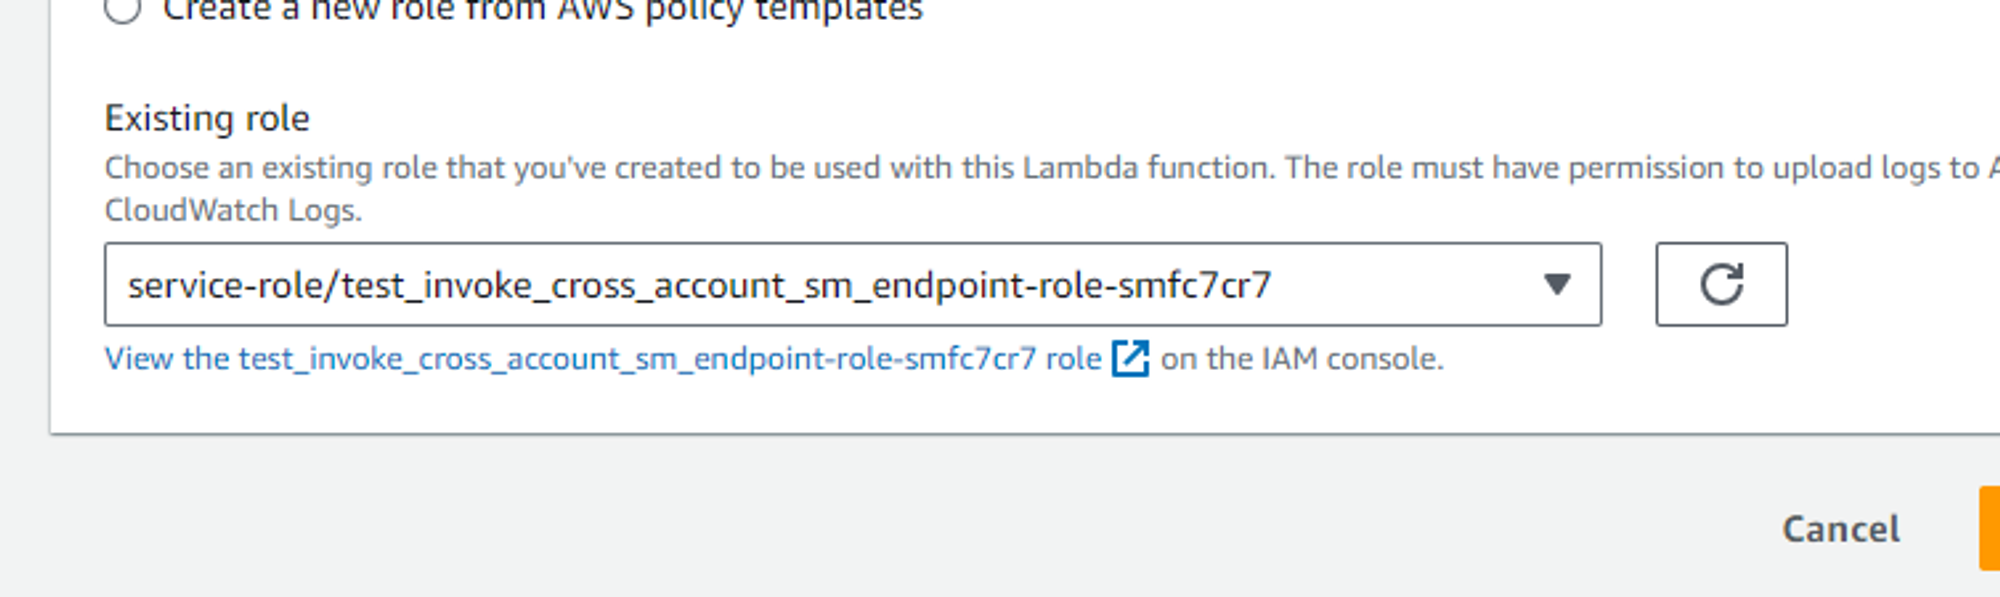 Create a new role from AWS policy templates
Existing role
Choose an existing role that you've created to be used with this Lambda function. The role must have permission to upload logs to
CloudWatch Logs.
service-role/test_invoke_cross_account_sm_endpoint-role-smfc7cr7
View the test_invoke_cross_account_sm_endpoint-role-smfc7cr7 role on the IAM console.
Cancel